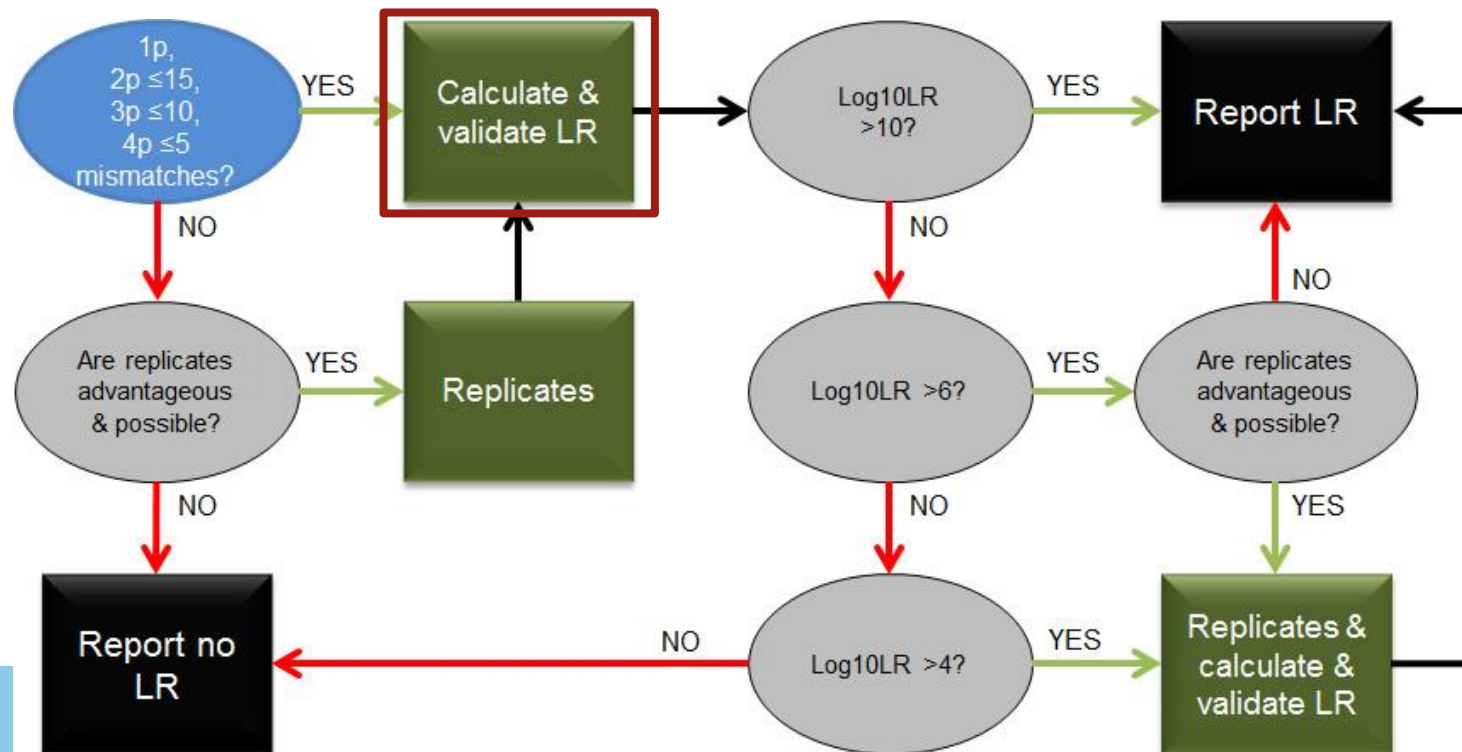 1p,
2p ≤15,
3p ≤10,
4p ≤5
mismatches?
YES
Calculate &
validate LR
Log10LR
>10?
YES
Report LR
NO
NO
NO
Are replicates
advantageous
& possible?
YES
Replicates
Log10LR >6?
YES
Are replicates
advantageous
& possible?
NO
NO
YES
Report no
LR
NO
Log10LR >4?
YES
Replicates &
calculate &
validate LR